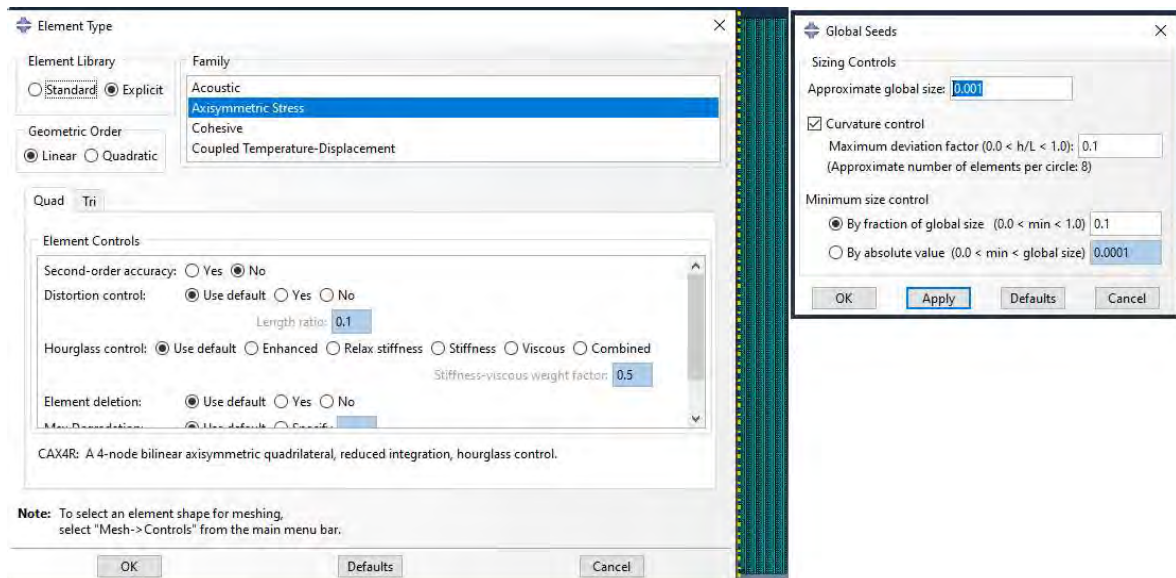 Element Type
Element Library
Standard Explicit
Family
Acoustic
Axisymmetric Stress
Cohesive
Coupled Temperature-Displacement
Geometric Order
Linear Quadratic
Quad Tri
Element Controls
Second-order accuracy: Yes No
Distortion control: Use default Yes No
Length ratio: 0.1
Hourglass control: Use default Enhanced Relax stiffness Stiffness Viscous Combined
Stiffness-viscous weight factor: 0.5
Element deletion: Use default Yes No
Max Degradation: Use default Specify
CAX4R: A 4-node bilinear axisymmetric quadrilateral, reduced integration, hourglass control.
Note: To select an element shape for meshing,
select "Mesh->Controls" from the main menu bar.
OK Defaults Cancel
Global Seeds
Sizing Controls
Approximate global size: 0.001
Curvature control
Maximum deviation factor (0.0 < h/L < 1.0): 0.1
(Approximate number of elements per circle: 8)
Minimum size control
By fraction of global size (0.0 < min < 1.0) 0.1
By absolute value (0.0 < min < global size) 0.0001
OK Apply Defaults Cancel